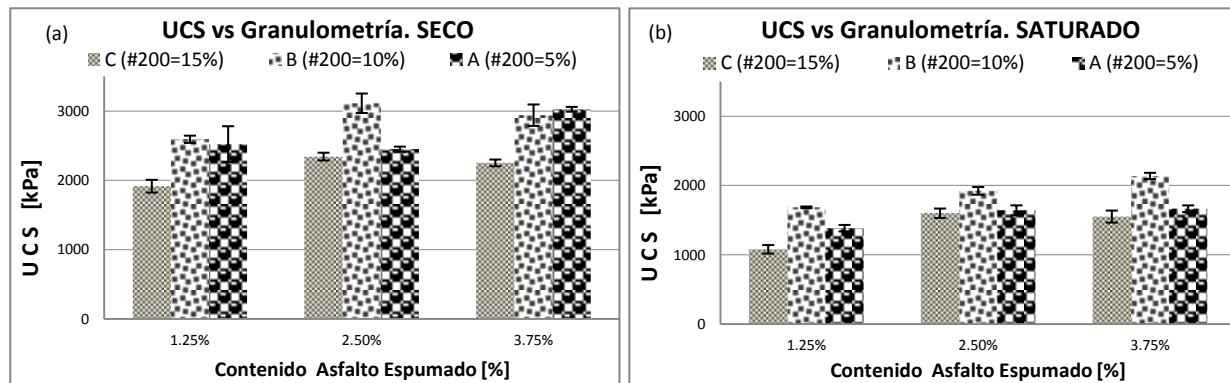 (a)
UCS vs Granulometría. SECO
C (#200=15%) B (#200=10%) A (#200=5%)
3000
2000
1000
0
U C S [kPa]
1.25% 2.50% 3.75%
Contenido Asfalto Espumado [%]
(b)
UCS vs Granulometría. SATURADO
C (#200=15%) B (#200=10%) A (#200=5%)
3000
2000
1000
0
U C S [kPa]
1.25% 2.50% 3.75%
Contenido Asfalto Espumado [%]